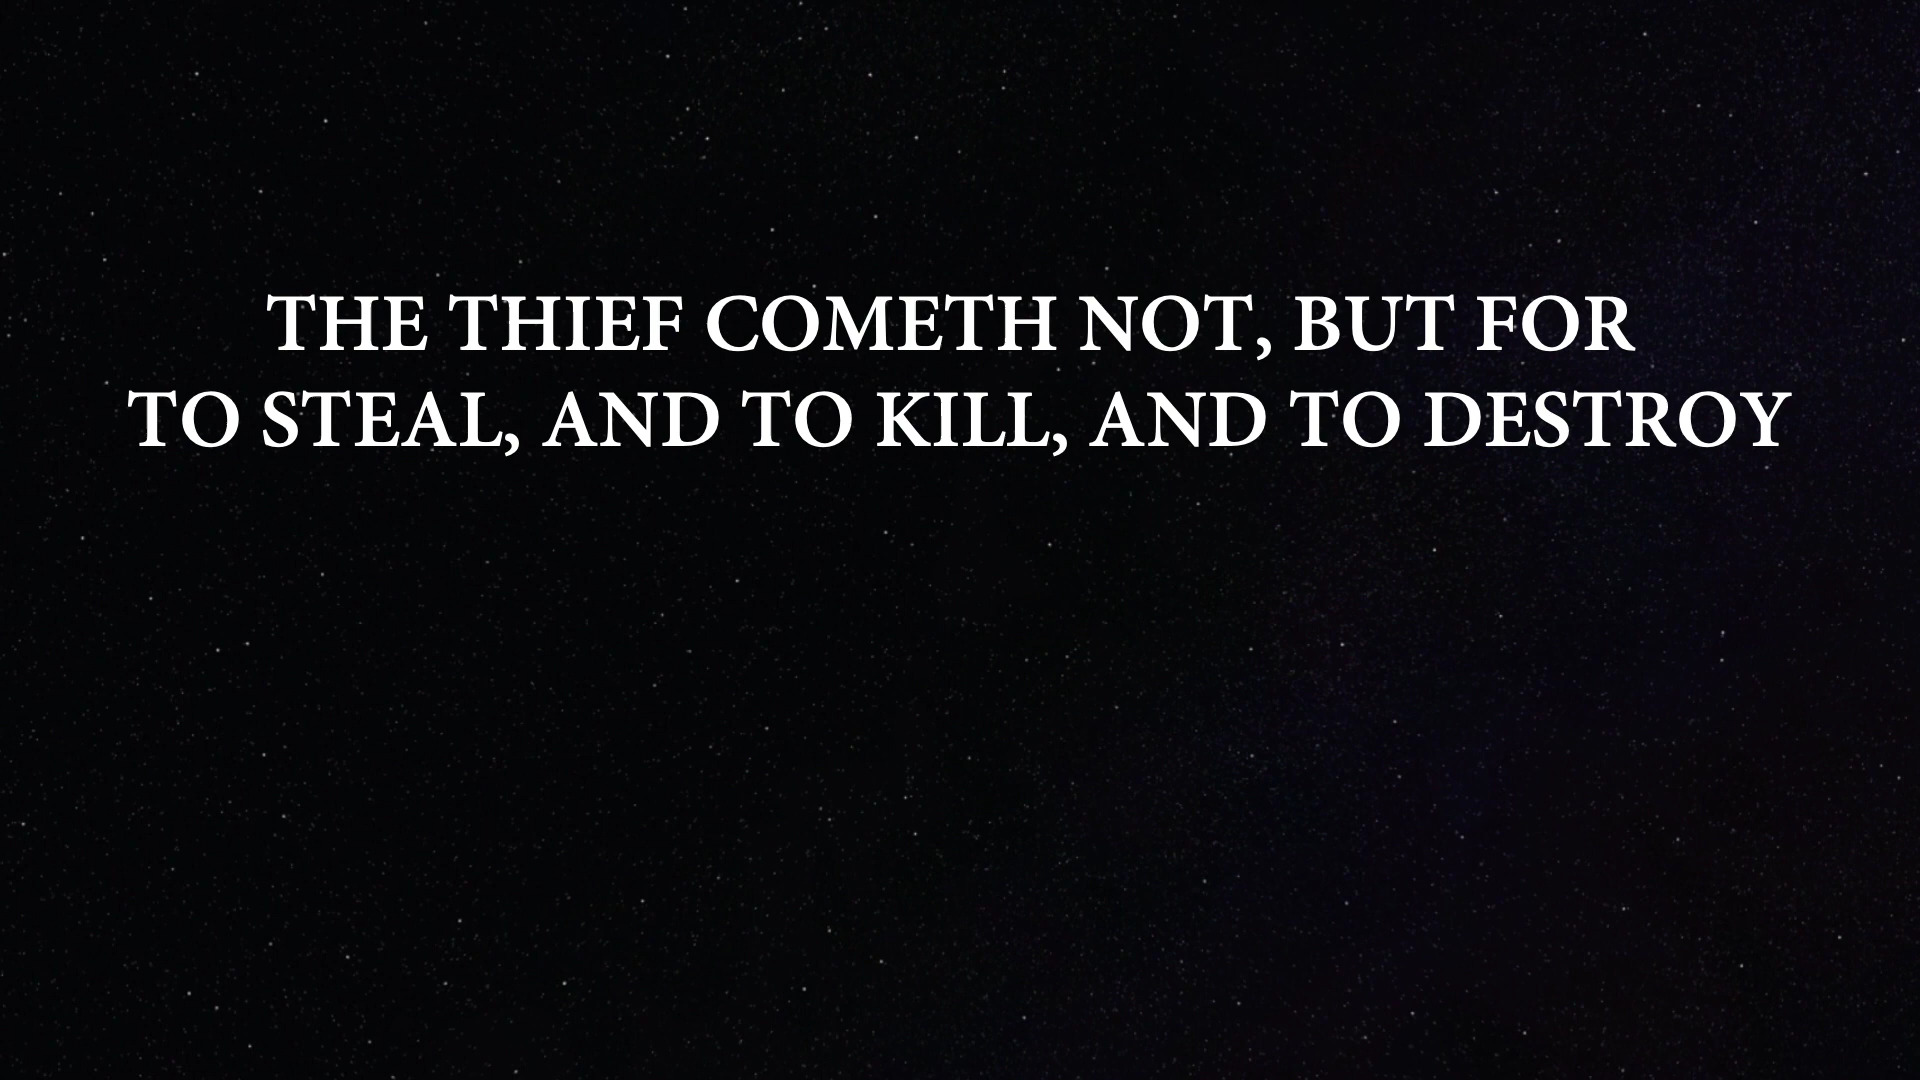 THE THIEF COMETH NOT, BUT FOR
TO STEAL, AND TO KILL, AND TO DESTROY